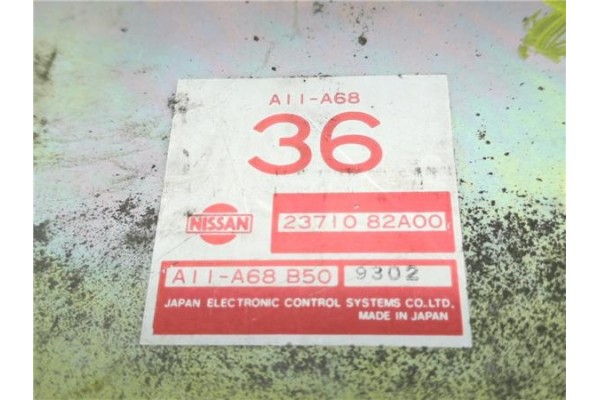 A11-A68
36
NISSAN 23710 82A00
A11-A68 B50 9302
JAPAN ELECTRONIC CONTROL SYSTEMS CO.LTD.
MADE IN JAPAN